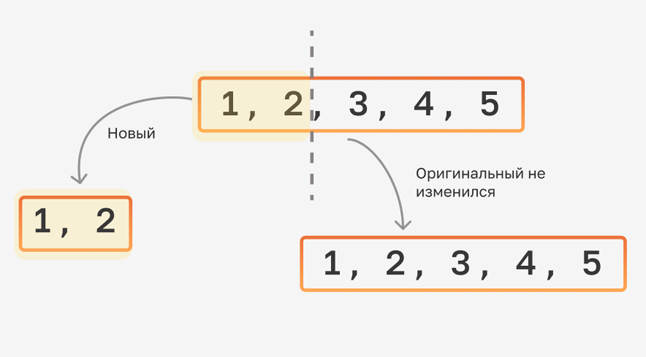 1, 2, 3, 4, 5
Новый
Оригинальный не
изменился
1, 2
1, 2, 3, 4, 5